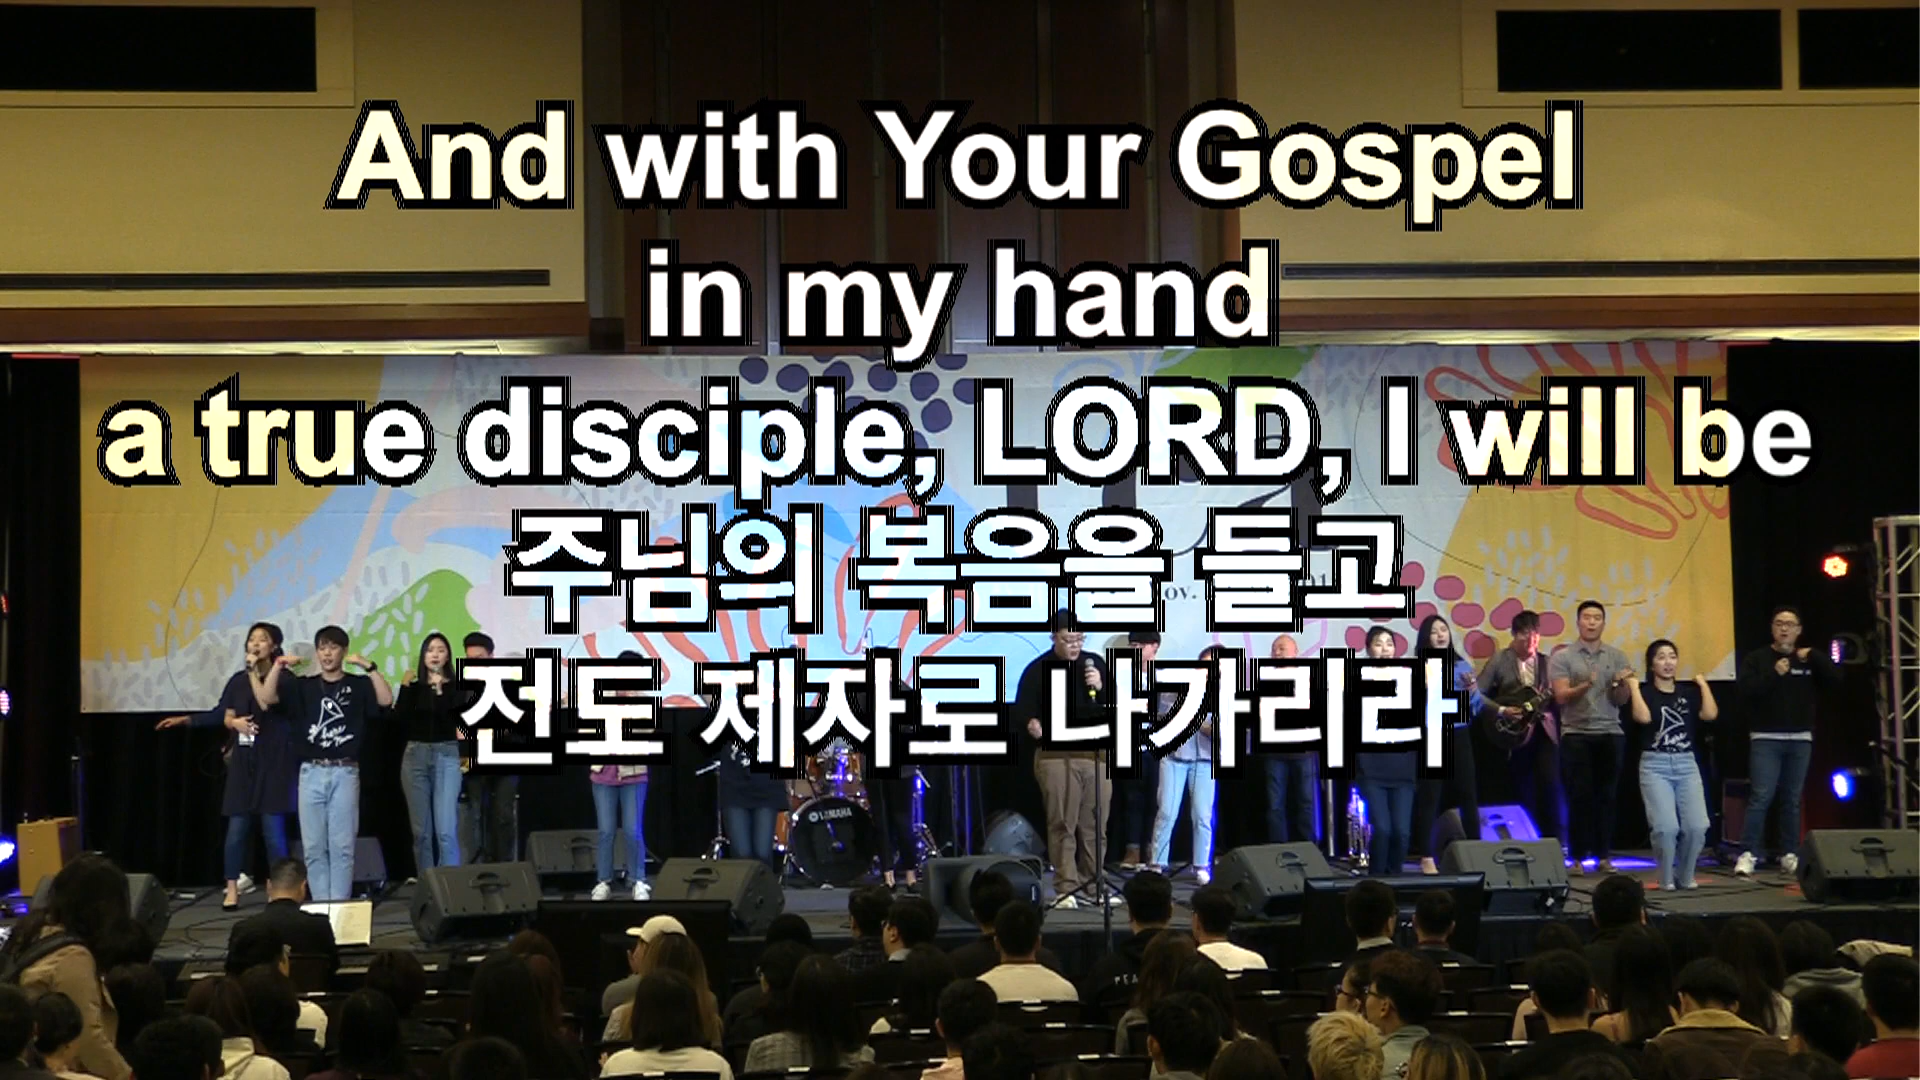 And with Your Gospel
in my hand
a true disciple, LORD, I will be
주님의 복음을 들고
전도 제자로 나가리라
YAMAHA